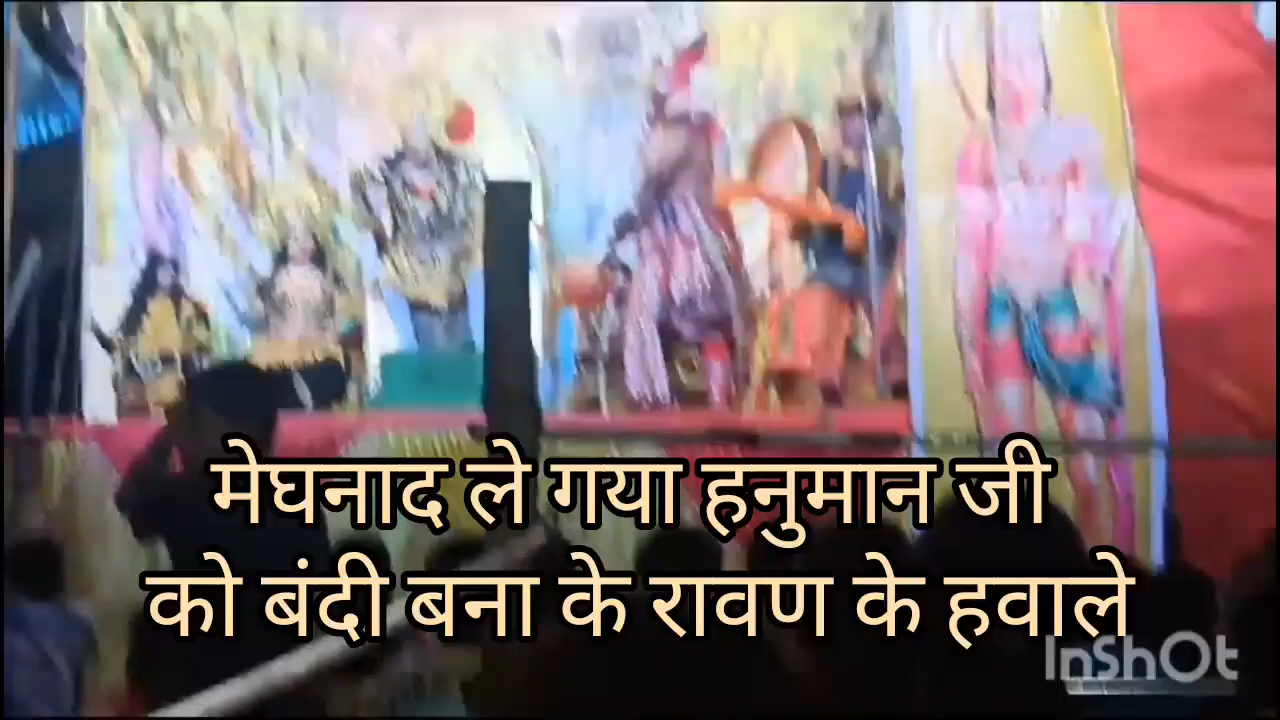 मेघनाद ले गया हनुमान जी
को बंदी बना के रावण के हवाले
InShOt